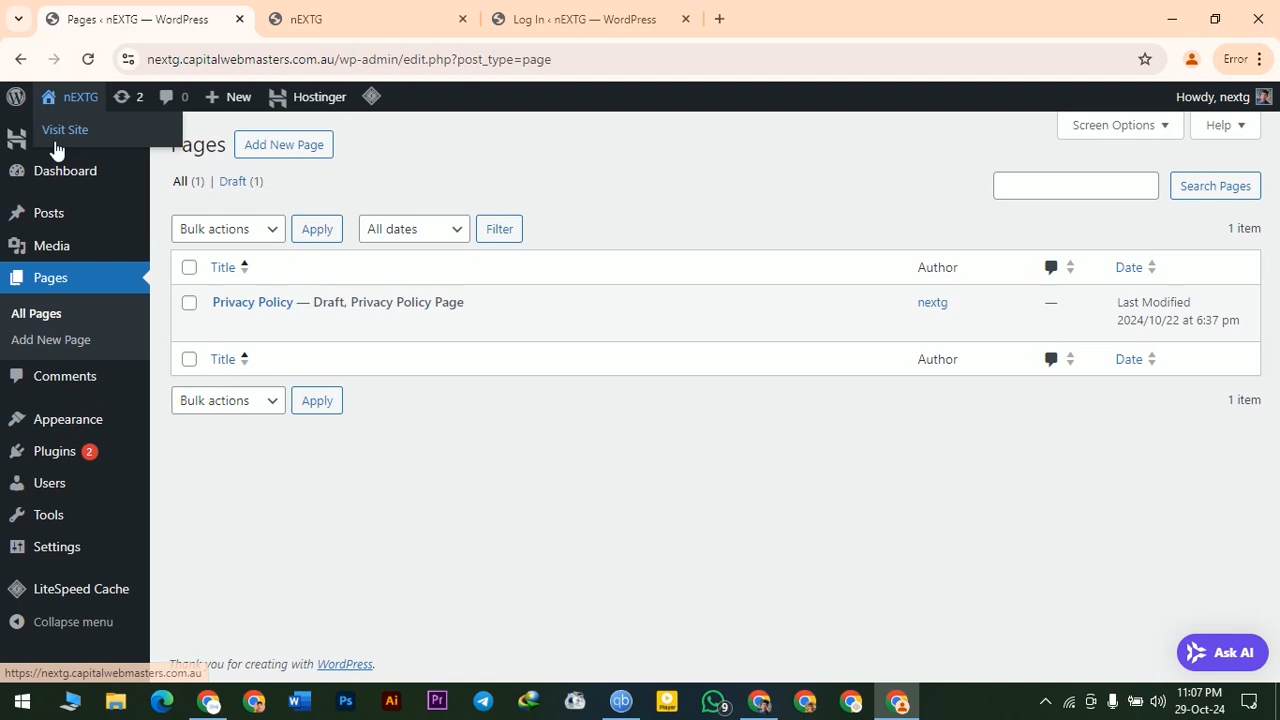 Pages ‹ nEXTG — WordPress
nEXTG
Log In ‹ nEXTG — WordPress
nextg.capitalwebmasters.com.au/wp-admin/edit.php?post_type=page
Error
nEXTG
2
0
New
Hostinger
Howdy, nextg
Visit Site
Dashboard
Posts
Media
Pages
All Pages
Add New Page
Comments
Appearance
Plugins 2
Users
Tools
Settings
LiteSpeed Cache
Collapse menu
Pages
Add New Page
Screen Options
Help
All (1) | Draft (1)
Search Pages
Bulk actions
Apply
All dates
Filter
1 item
Title
Author
Date
Privacy Policy — Draft, Privacy Policy Page
nextg
—
Last Modified
2024/10/22 at 6:37 pm
Title
Author
Date
Bulk actions
Apply
1 item
Ask AI
Thank you for creating with WordPress.
https://nextg.capitalwebmasters.com.au
W
Ps
Ai
Pr
qb
Player
9
11:07 PM
29-Oct-24